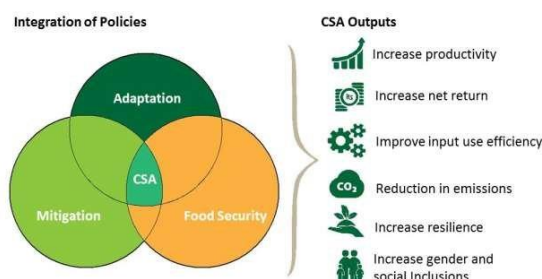 Integration of Policies
Adaptation
CSA
Mitigation
Food Security
CSA Outputs
Increase productivity
Rs
Increase net return
Improve input use efficiency
CO₂
Reduction in emissions
Increase resilience
Increase gender and
social Inclusions